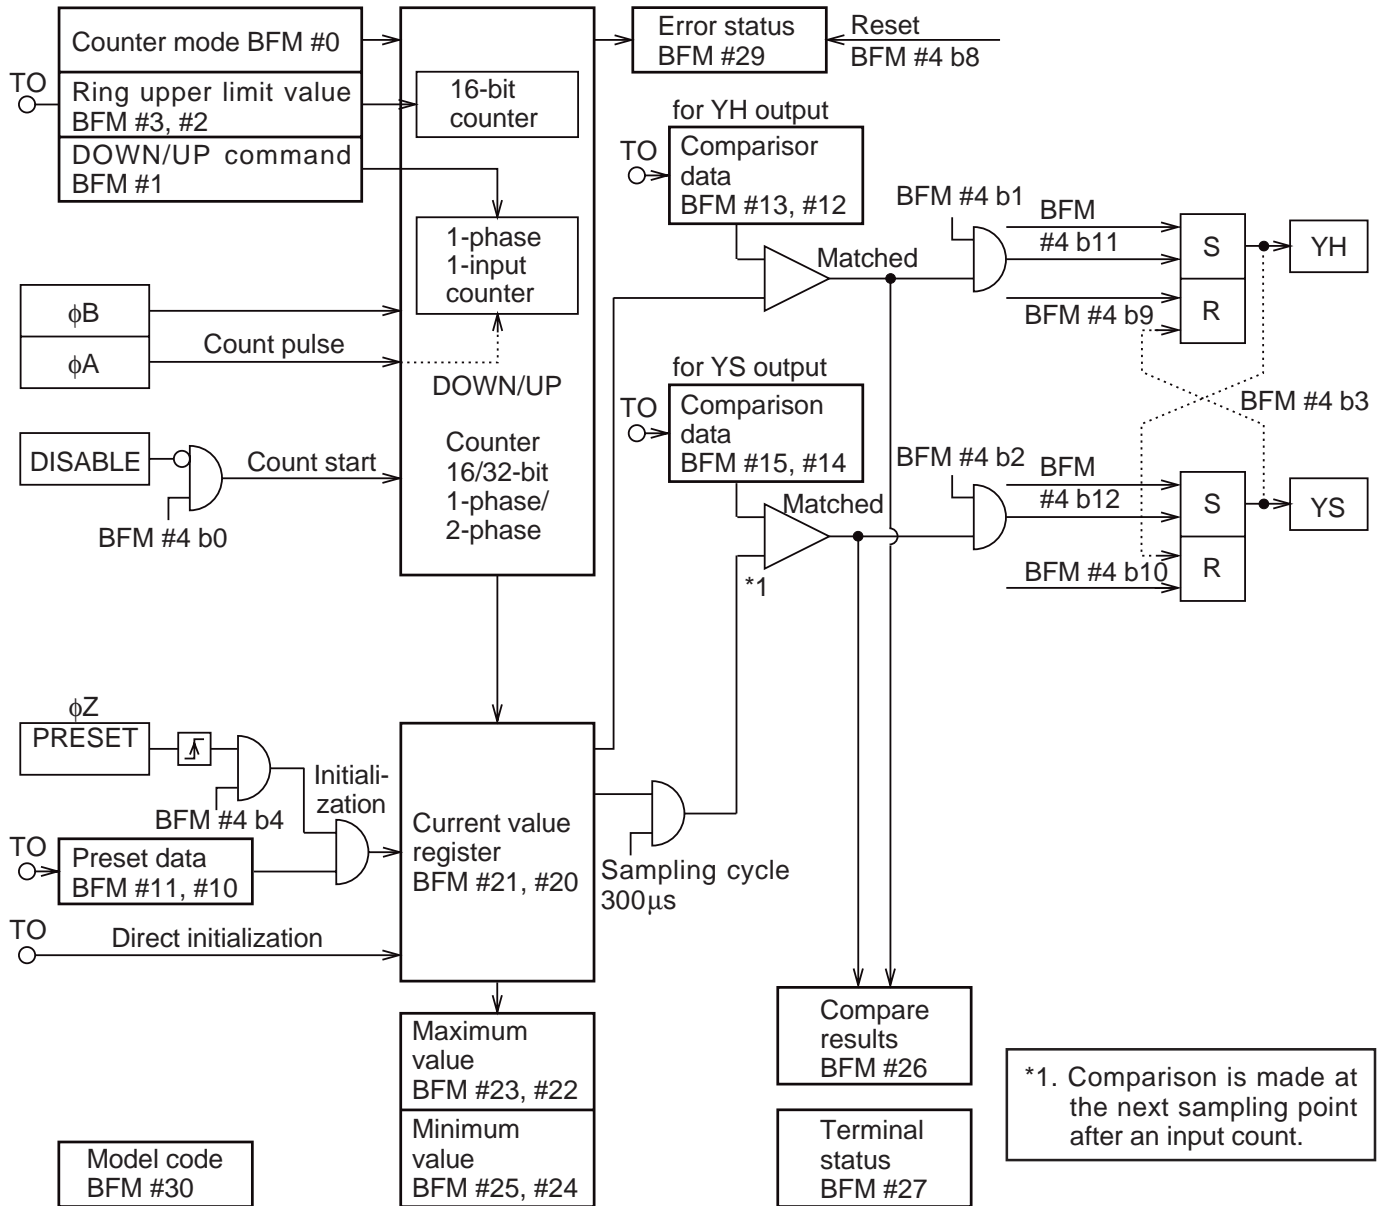 Counter mode BFM #0
TO
Ring upper limit value
BFM #3, #2
DOWN/UP command
BFM #1
16-bit
counter
1-phase
1-input
counter
φB
φA
Count pulse
DOWN/UP
DISABLE
Count start
BFM #4 b0
Counter
16/32-bit
1-phase/
2-phase
Error status
BFM #29
Reset
BFM #4 b8
for YH output
TO
Comparisor
data
BFM #13, #12
Matched
BFM #4 b1
BFM
#4 b11
BFM #4 b9
S
R
YH
for YS output
TO
Comparison
data
BFM #15, #14
Matched
*1
BFM #4 b2
BFM
#4 b12
BFM #4 b10
BFM #4 b3
S
R
YS
φZ
PRESET
BFM #4 b4
Initiali-
zation
TO
Preset data
BFM #11, #10
TO
Direct initialization
Current value
register
BFM #21, #20
Sampling cycle
300μs
Maximum
value
BFM #23, #22
Minimum
value
BFM #25, #24
Compare
results
BFM #26
Terminal
status
BFM #27
Model code
BFM #30
*1. Comparison is made at
the next sampling point
after an input count.